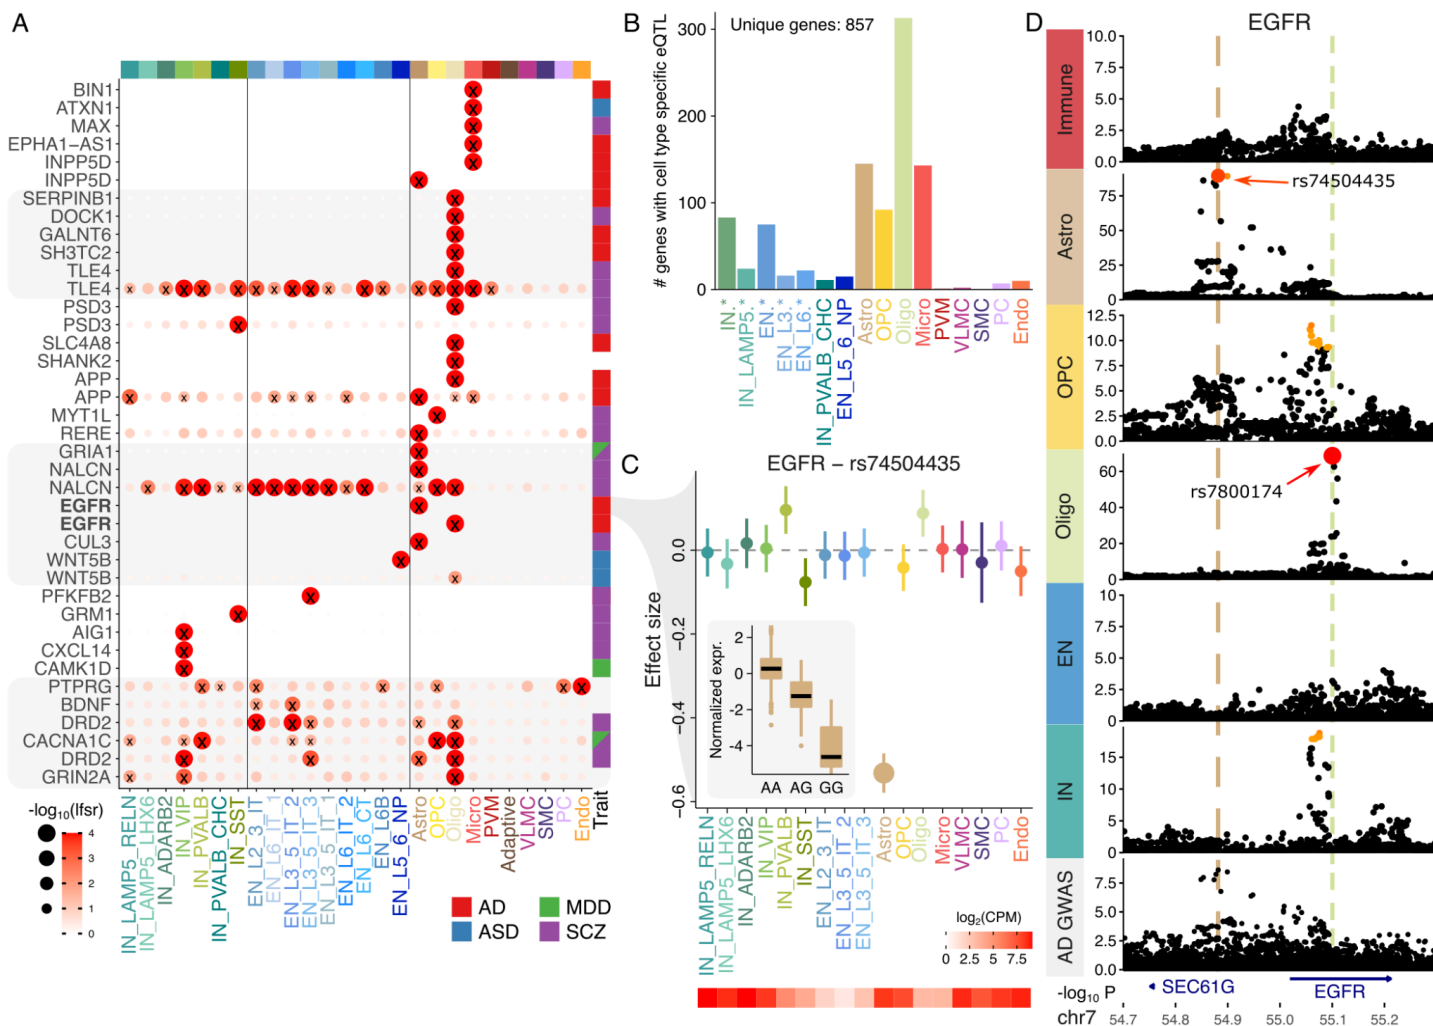 A
BIN1
ATXN1
MAX
EPHA1−AS1
INPP5D
INPP5D
SERPINB1
DOCK1
GALNT6
SH3TC2
TLE4
TLE4
PSD3
PSD3
SLC4A8
SHANK2
APP
APP
MYT1L
RERE
GRIA1
NALCN
NALCN
EGFR
EGFR
CUL3
WNT5B
WNT5B
PFKFB2
GRM1
AIG1
CXCL14
CAMK1D
PTPRG
BDNF
DRD2
CACNA1C
DRD2
GRIN2A
-log10(lfsr)
4
3
2
1
0
IN_LAMP5_RELN
IN_LAMP5_LHX6
IN_ADARB2
IN_VIP
IN_PVALB
IN_PVALB_CHC
IN_SST
EN_L2_3_IT
EN_L6_IT_1
EN_L3_5_IT_2
EN_L3_5_IT_3
EN_L3_5_IT_1
EN_L6_IT_2
EN_L6_CT
EN_L6B
EN_L5_6_NP
Astro
OPC
Oligo
Micro
PVM
Adaptive
VLMC
SMC
PC
Endo
Trait
AD
ASD
MDD
SCZ
B
Unique genes: 857
# genes with cell type specific eQTL
300
200
100
0
IN.*
IN_LAMP5.*
EN.*
EN_L3.*
EN_L6.*
IN_PVALB_CHC
EN_L5_6_NP
Astro
OPC
Oligo
Micro
PVM
VLMC
SMC
PC
Endo
C
EGFR − rs74504435
Effect size
0.0
−0.2
−0.4
−0.6
Normalized expr.
2
0
−2
−4
AA AG GG
IN_LAMP5_RELN
IN_LAMP5_LHX6
IN_ADARB2
IN_VIP
IN_PVALB
IN_SST
EN_L2_3_IT
EN_L3_5_IT_2
EN_L3_5_IT_3
Astro
OPC
Oligo
Micro
VLMC
SMC
PC
Endo
log2(CPM)
0 2.5 5 7.5
D
EGFR
Immune
10.0
7.5
5.0
2.5
0.0
Astro
75
50
25
0
rs74504435
OPC
12.5
10.0
7.5
5.0
2.5
0.0
Oligo
60
40
20
0
rs7800174
EN
10
7.5
5.0
2.5
0.0
IN
15
10
5
0
AD GWAS
7.5
5.0
2.5
0.0
-log10 P
SEC61G
EGFR
chr7
54.7 54.8 54.9 55.0 55.1 55.2